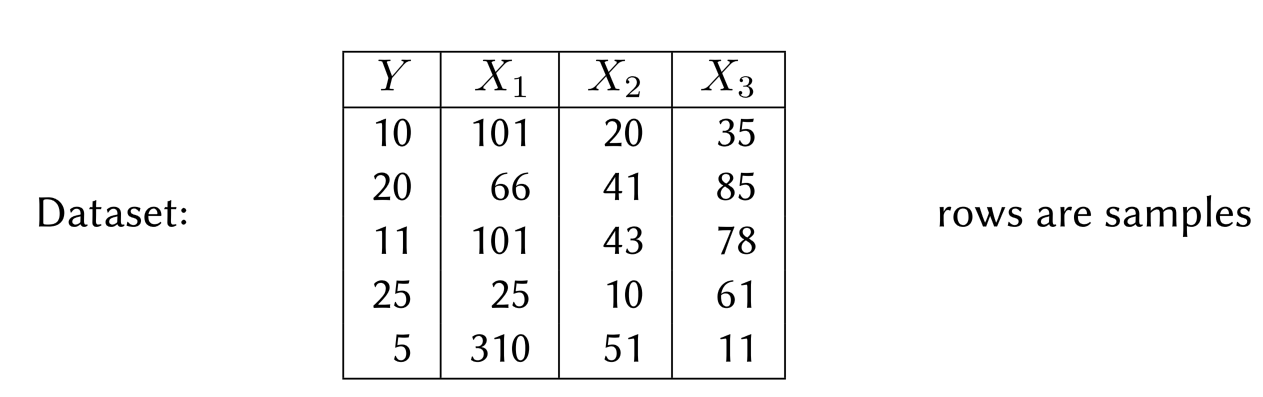 Y X₁ X₂ X₃
10 101 20 35
20 66 41 85
Dataset: rows are samples
11 101 43 78
25 25 10 61
5 310 51 11